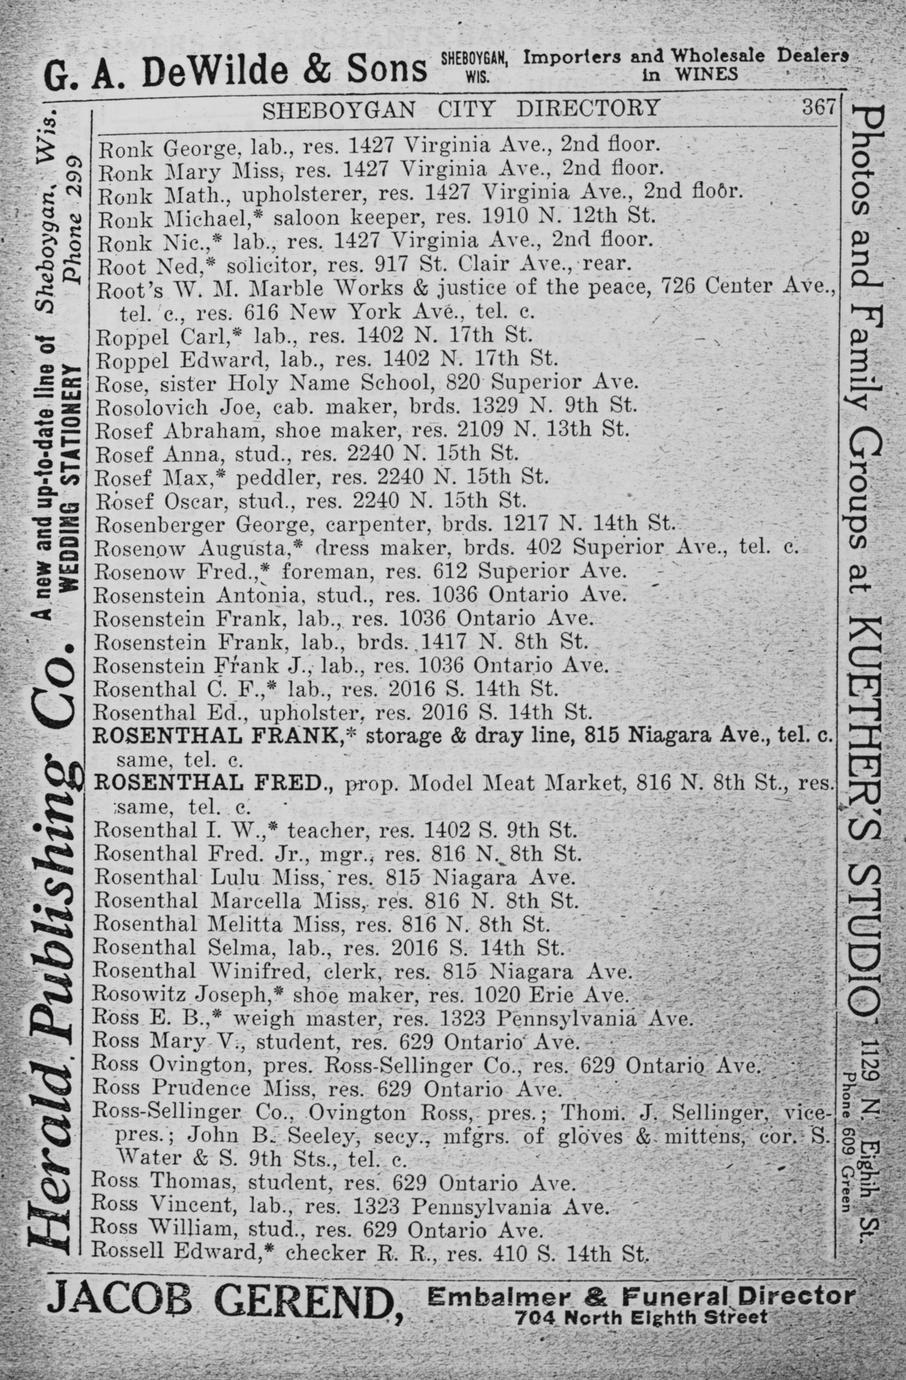 G. A. DeWilde & Sons SHEBOYGAN, WIS. Importers and Wholesale Dealers in WINES
SHEBOYGAN CITY DIRECTORY 367
Ronk George, lab., res. 1427 Virginia Ave., 2nd floor.
Ronk Mary Miss, res. 1427 Virginia Ave., 2nd floor.
Ronk Math., upholsterer, res. 1427 Virginia Ave., 2nd floor.
Ronk Michael,* saloon keeper, res. 1910 N. 12th St.
Ronk Nic.,* lab., res. 1427 Virginia Ave., 2nd floor.
Root Ned,* solicitor, res. 917 St. Clair Ave., rear.
Root's W. M. Marble Works & justice of the peace, 726 Center Ave.,
tel. c., res. 616 New York Ave., tel. c.
Roppel Carl,* lab., res. 1402 N. 17th St.
Roppel Edward, lab., res. 1402 N. 17th St.
Rose, sister Holy Name School, 820 Superior Ave.
Rosolovich Joe, cab. maker, brds. 1329 N. 9th St.
Rosef Abraham, shoe maker, res. 2109 N. 13th St.
Rosef Anna, stud., res. 2240 N. 15th St.
Rosef Max,* peddler, res. 2240 N. 15th St.
Rosef Oscar, stud., res. 2240 N. 15th St.
Rosenberger George, carpenter, brds. 1217 N. 14th St.
Rosenow Augusta,* dress maker, brds. 402 Superior Ave., tel. c.
Rosenow Fred.,* foreman, res. 612 Superior Ave.
Rosenstein Antonia, stud., res. 1036 Ontario Ave.
Rosenstein Frank, lab., res. 1036 Ontario Ave.
Rosenstein Frank, lab., brds. 1417 N. 8th St.
Rosenstein Frank J., lab., res. 1036 Ontario Ave.
Rosenthal C. F.,* lab., res. 2016 S. 14th St.
Rosenthal Ed., upholster, res. 2016 S. 14th St.
ROSENTHAL FRANK,* storage & dray line, 815 Niagara Ave., tel. c.
same, tel. c.
ROSENTHAL FRED., prop. Model Meat Market, 816 N. 8th St., res.
same, tel. c.
Rosenthal I. W.,* teacher, res. 1402 S. 9th St.
Rosenthal Fred. Jr., mgr., res. 816 N. 8th St.
Rosenthal Lulu Miss, res. 815 Niagara Ave.
Rosenthal Marcella Miss, res. 816 N. 8th St.
Rosenthal Melitta Miss, res. 816 N. 8th St.
Rosenthal Selma, lab., res. 2016 S. 14th St.
Rosenthal Winifred, clerk, res. 815 Niagara Ave.
Rosowitz Joseph,* shoe maker, res. 1020 Erie Ave.
Ross E. B.,* weigh master, res. 1323 Pennsylvania Ave.
Ross Mary V., student, res. 629 Ontario Ave.
Ross Ovington, pres. Ross-Sellinger Co., res. 629 Ontario Ave.
Ross Prudence Miss, res. 629 Ontario Ave.
Ross-Sellinger Co., Ovington Ross, pres.; Thom. J. Sellinger, vice-
pres.; John B. Seeley, secy., mfgrs. of gloves & mittens, cor. S.
Water & S. 9th Sts., tel. c.
Ross Thomas, student, res. 629 Ontario Ave.
Ross Vincent, lab., res. 1323 Pennsylvania Ave.
Ross William, stud., res. 629 Ontario Ave.
Rossell Edward,* checker R. R., res. 410 S. 14th St.
Herald Publishing Co. A new and up-to-date line of Sheboygan, Wis.
WEDDING STATIONERY Phone 299
Photos and Family Groups at KUETHER'S STUDIO 1129 N. Eighth St.
Phone 609 Green
JACOB GEREND, Embalmer & Funeral Director
704 North Eighth Street